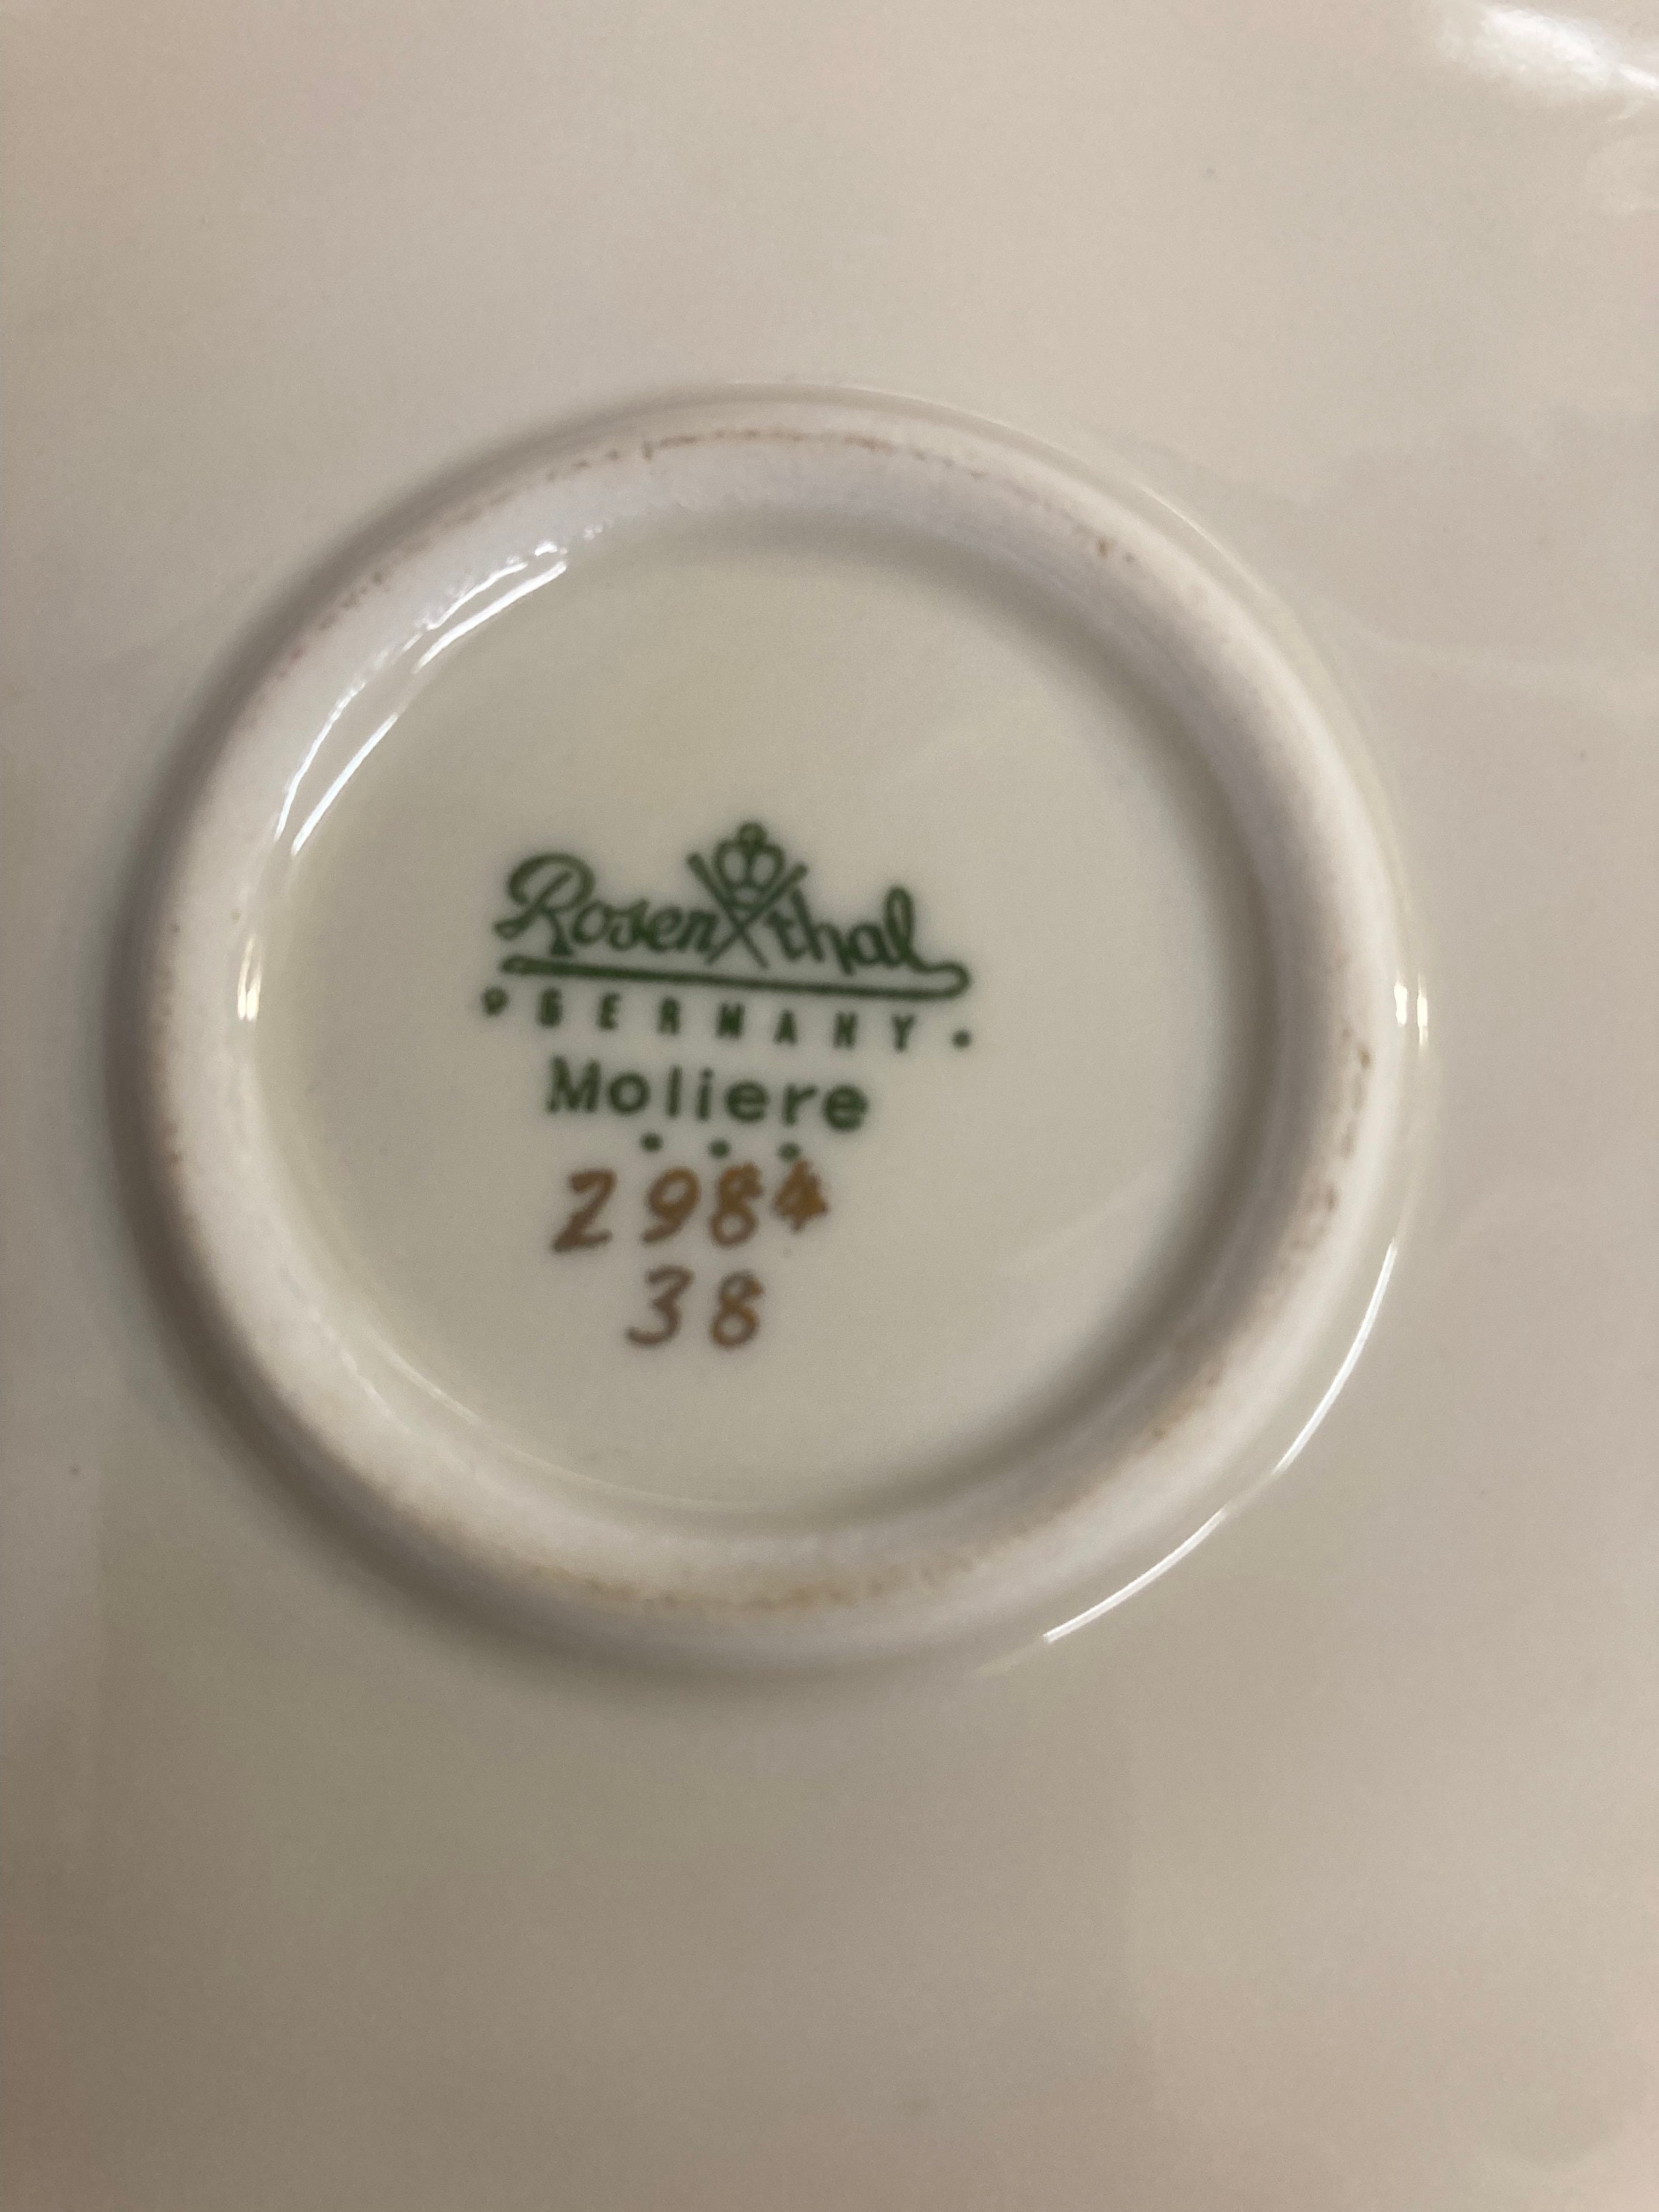 Rosenthal
GERMANY
Moliere
2984
38